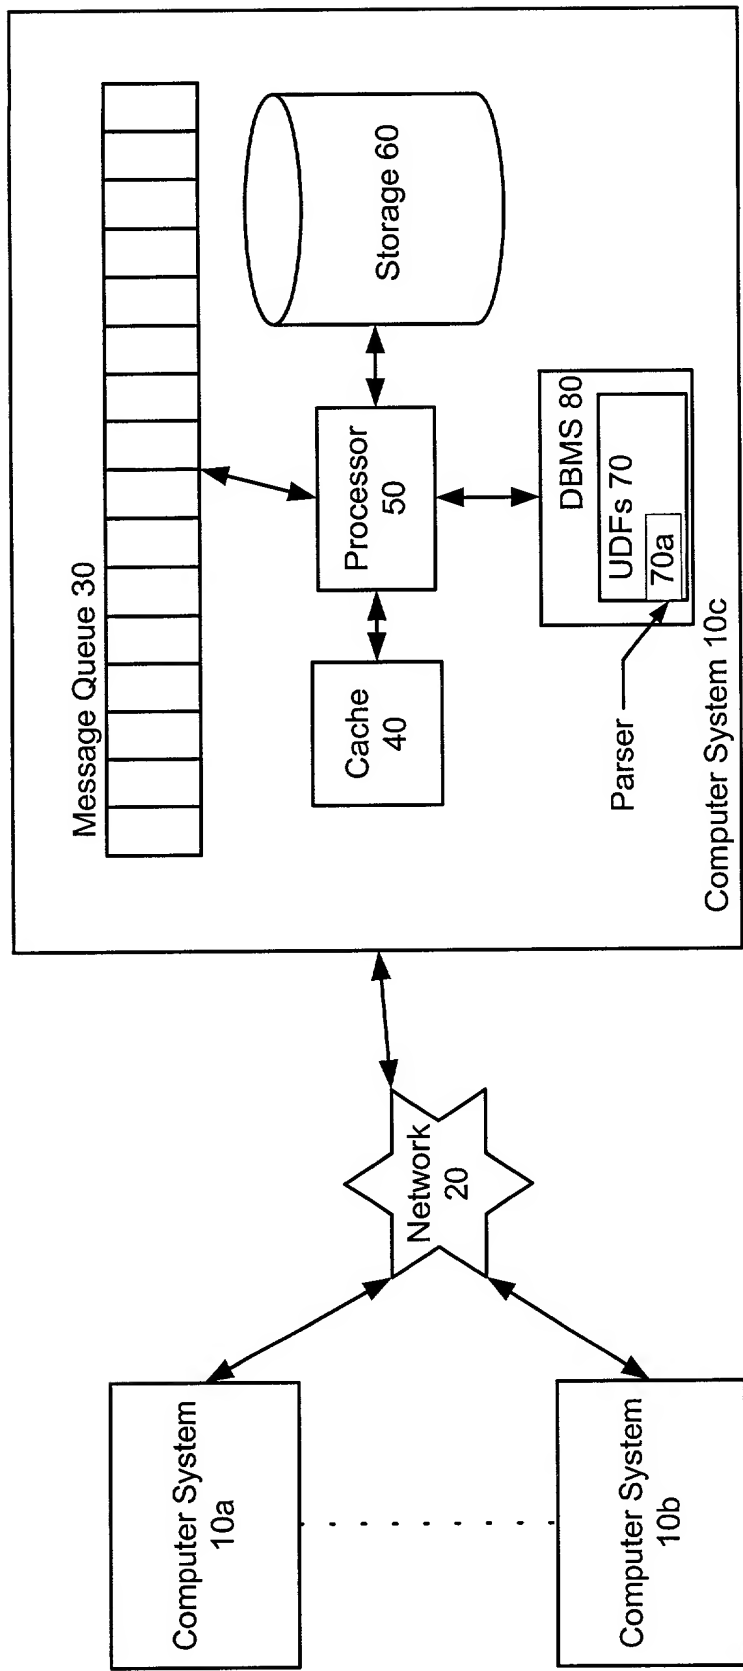 Computer System
10a
Computer System
10b
Network
20
Message Queue 30
Cache
40
Processor
50
Storage 60
DBMS 80
UDFs 70
70a
Parser
Computer System 10c